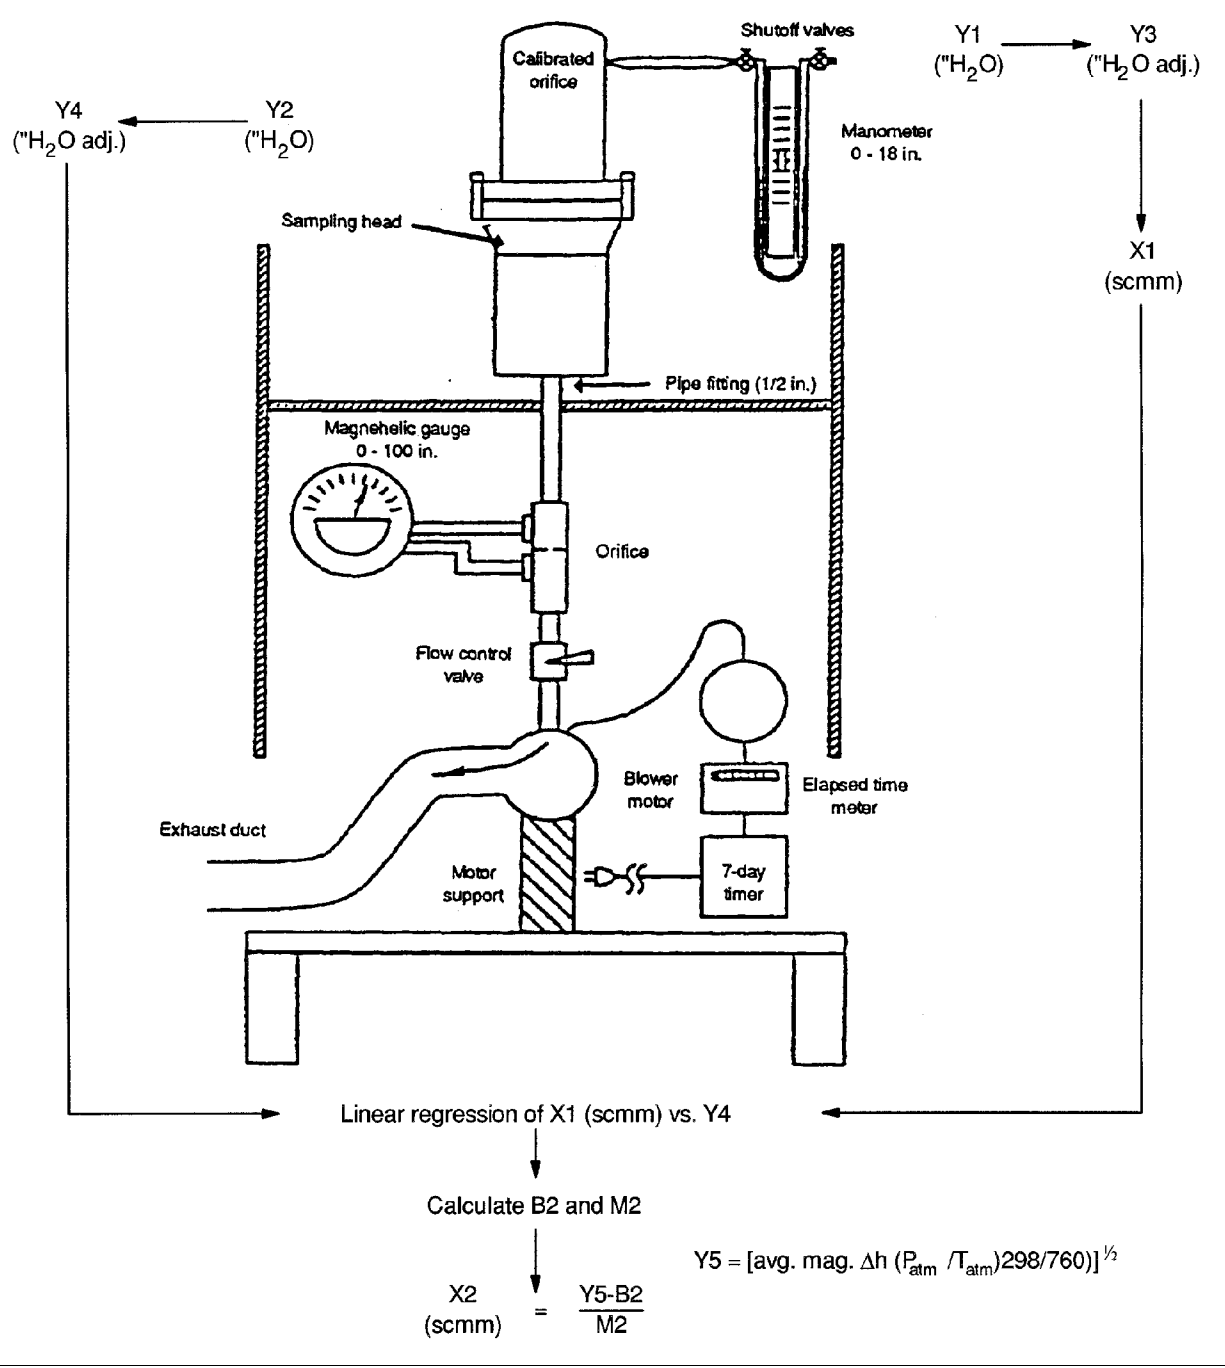 Shutoff valves
Calibrated
orifice
Y1
("H2O)
Y3
("H2O adj.)
Y4
("H2O adj.)
Y2
("H2O)
Manometer
0 - 18 in.
Sampling head
X1
(scmm)
Pipe fitting (1/2 in.)
Magnehelic gauge
0 - 100 in.
Orifice
Flow control
valve
Blower
motor
Elapsed time
meter
Exhaust duct
Motor
support
7-day
timer
Linear regression of X1 (scmm) vs. Y4
Calculate B2 and M2
Y5 = [avg. mag. Δh (Patm /Tatm)298/760)] ½
X2
(scmm)
=
Y5-B2
M2